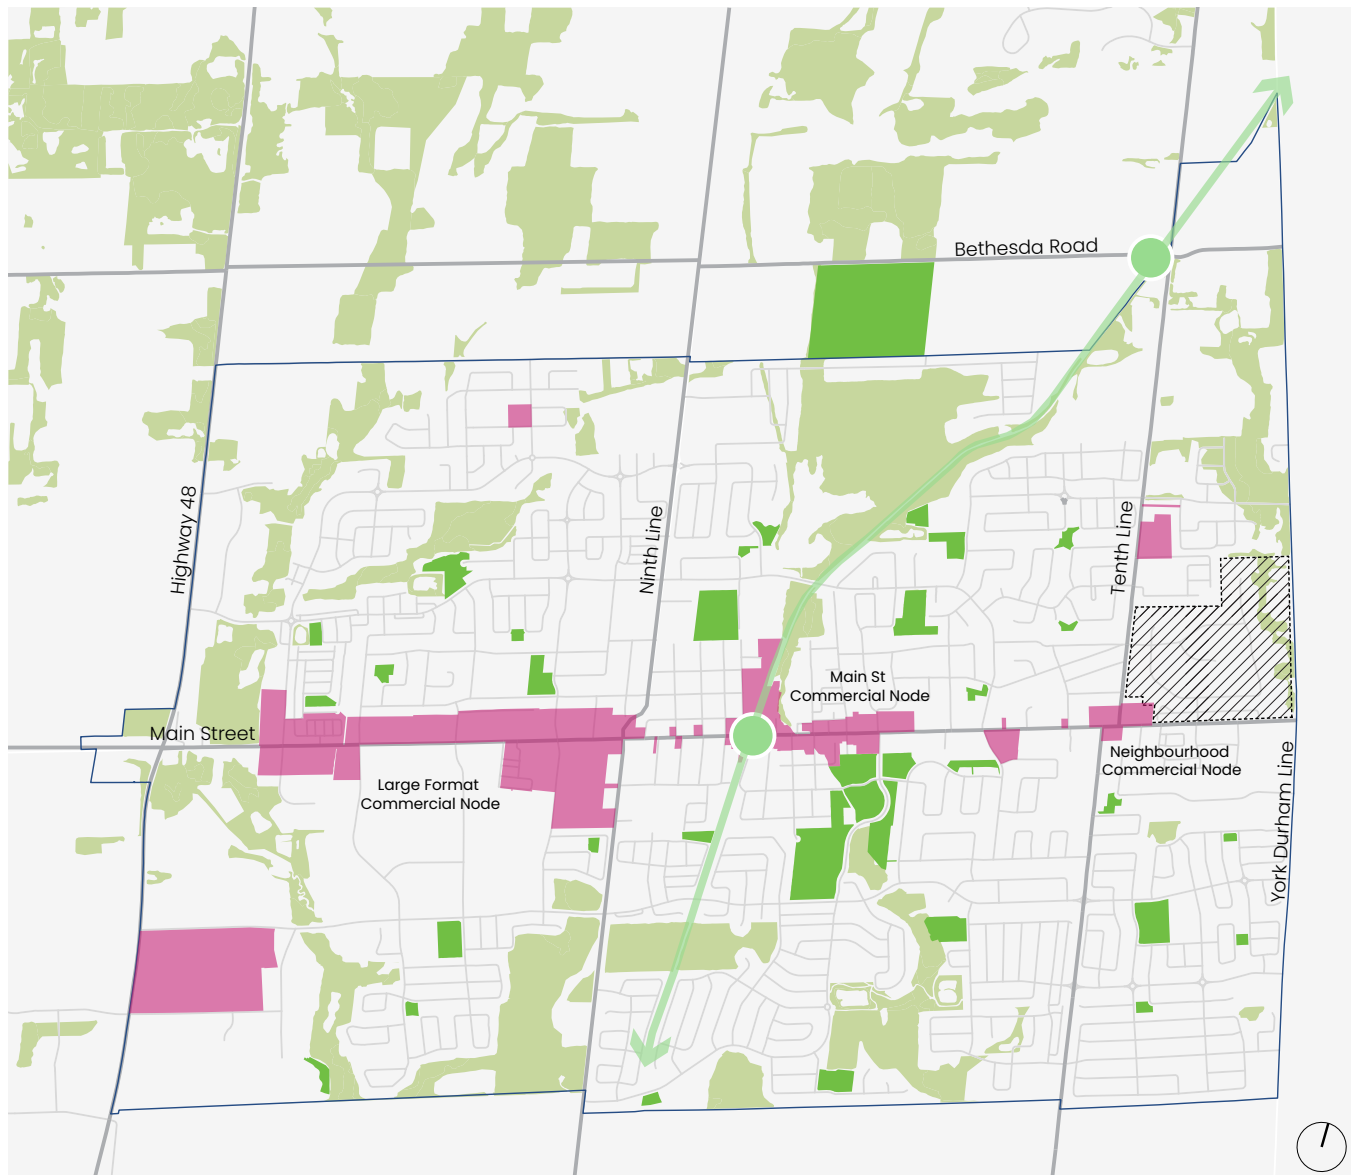 Bethesda Road
Highway 48
Ninth Line
Tenth Line
Main St
Commercial Node
Main Street
Neighbourhood
Commercial Node
Large Format
Commercial Node
York Durham Line